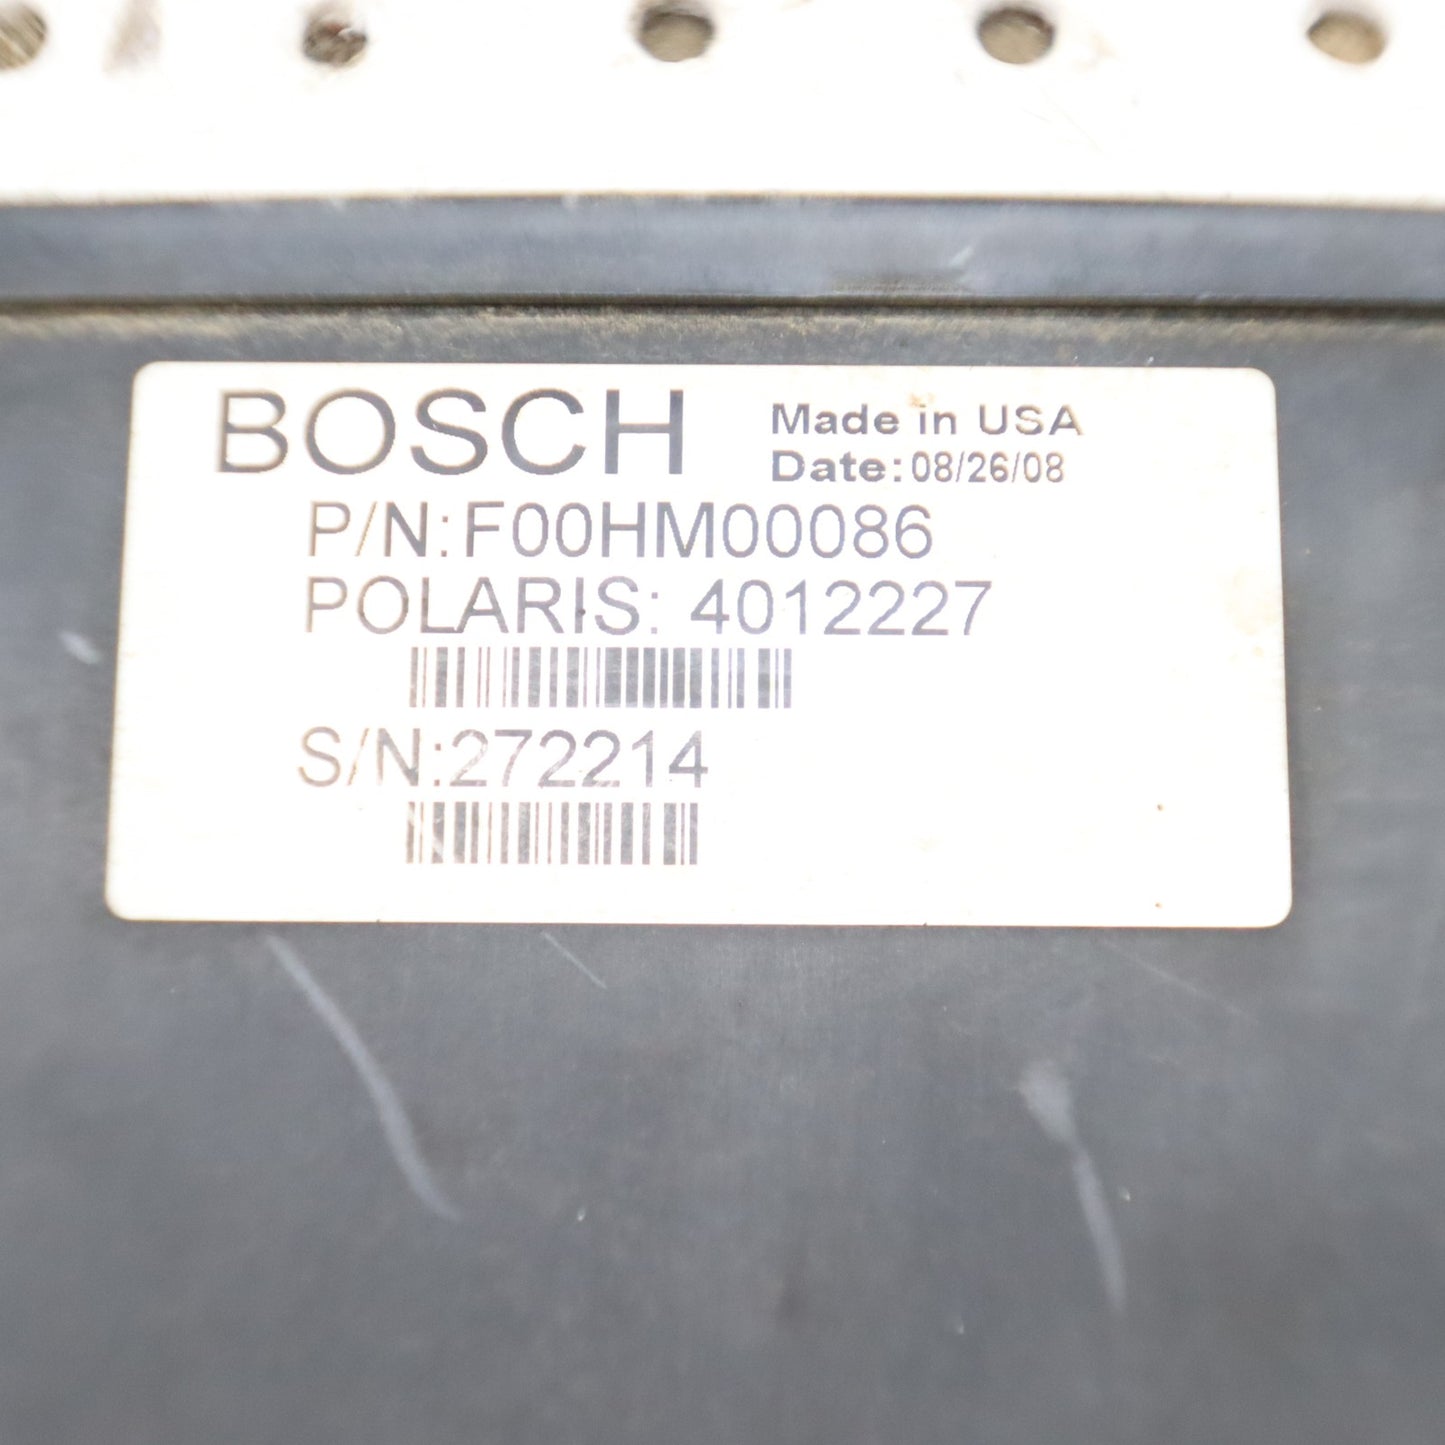 BOSCH
Made in USA
Date: 08/26/08
P/N: F00HM00086
POLARIS: 4012227
S/N:272214